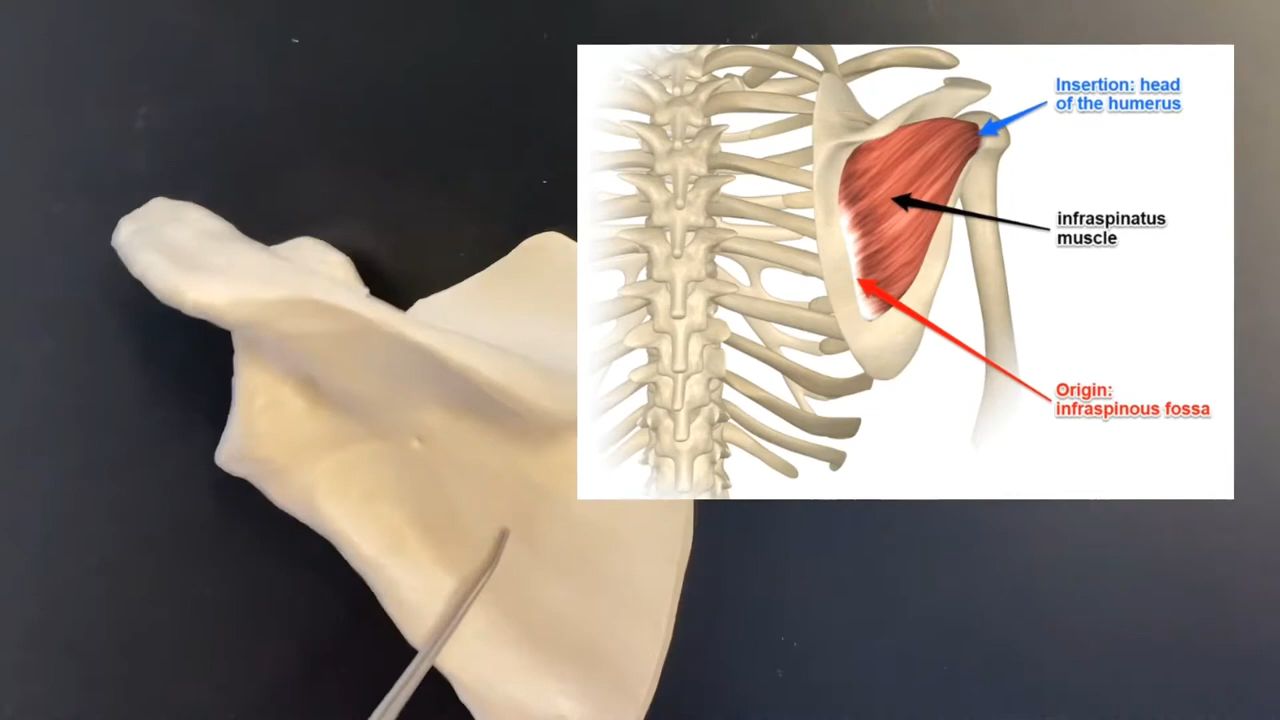 Insertion: head
of the humerus
infraspinatus
muscle
Origin:
infraspinous fossa